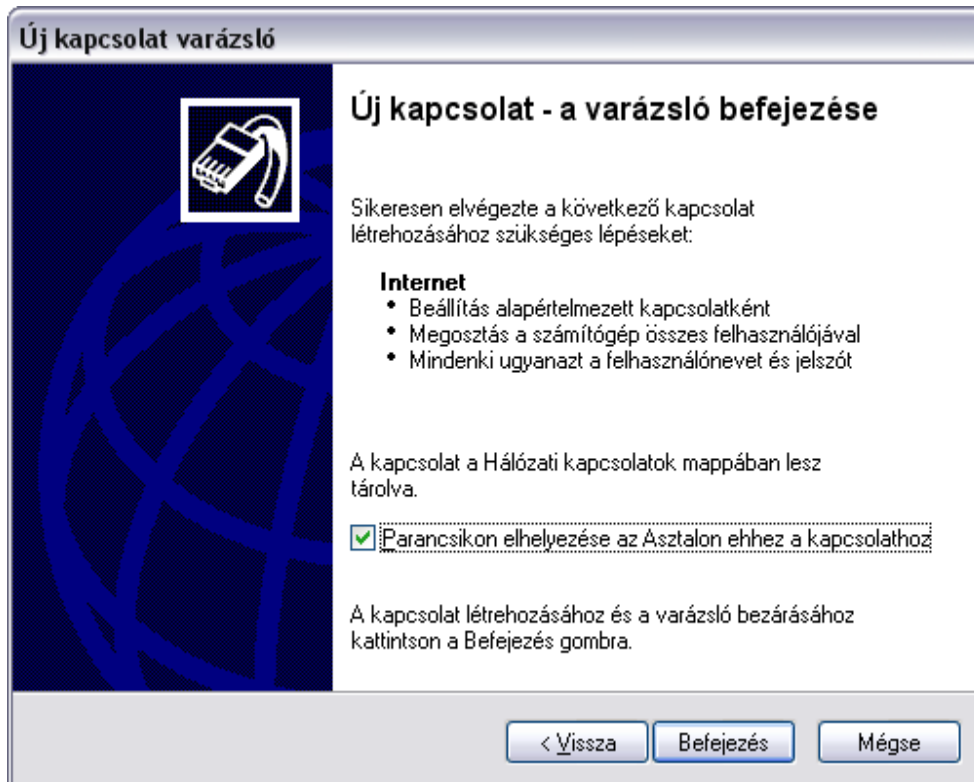 Új kapcsolat varázsló
Új kapcsolat - a varázsló befejezése
Sikeresen elvégezte a következő kapcsolat
létrehozásához szükséges lépéseket:
Internet
• Beállítás alapértelmezett kapcsolatként
• Megosztás a számítógép összes felhasználójával
• Mindenki ugyanazt a felhasználónevet és jelszót
A kapcsolat a Hálózati kapcsolatok mappában lesz
tárolva.
Parancsikon elhelyezése az Asztalon ehhez a kapcsolathoz
A kapcsolat létrehozásához és a varázsló bezárásához
kattintson a Befejezés gombra.
< Vissza Befejezés Mégse